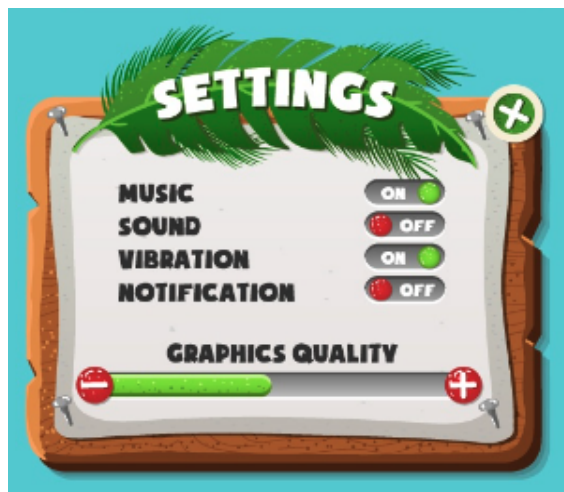 SETTINGS
MUSIC ON
SOUND OFF
VIBRATION ON
NOTIFICATION OFF
GRAPHICS QUALITY